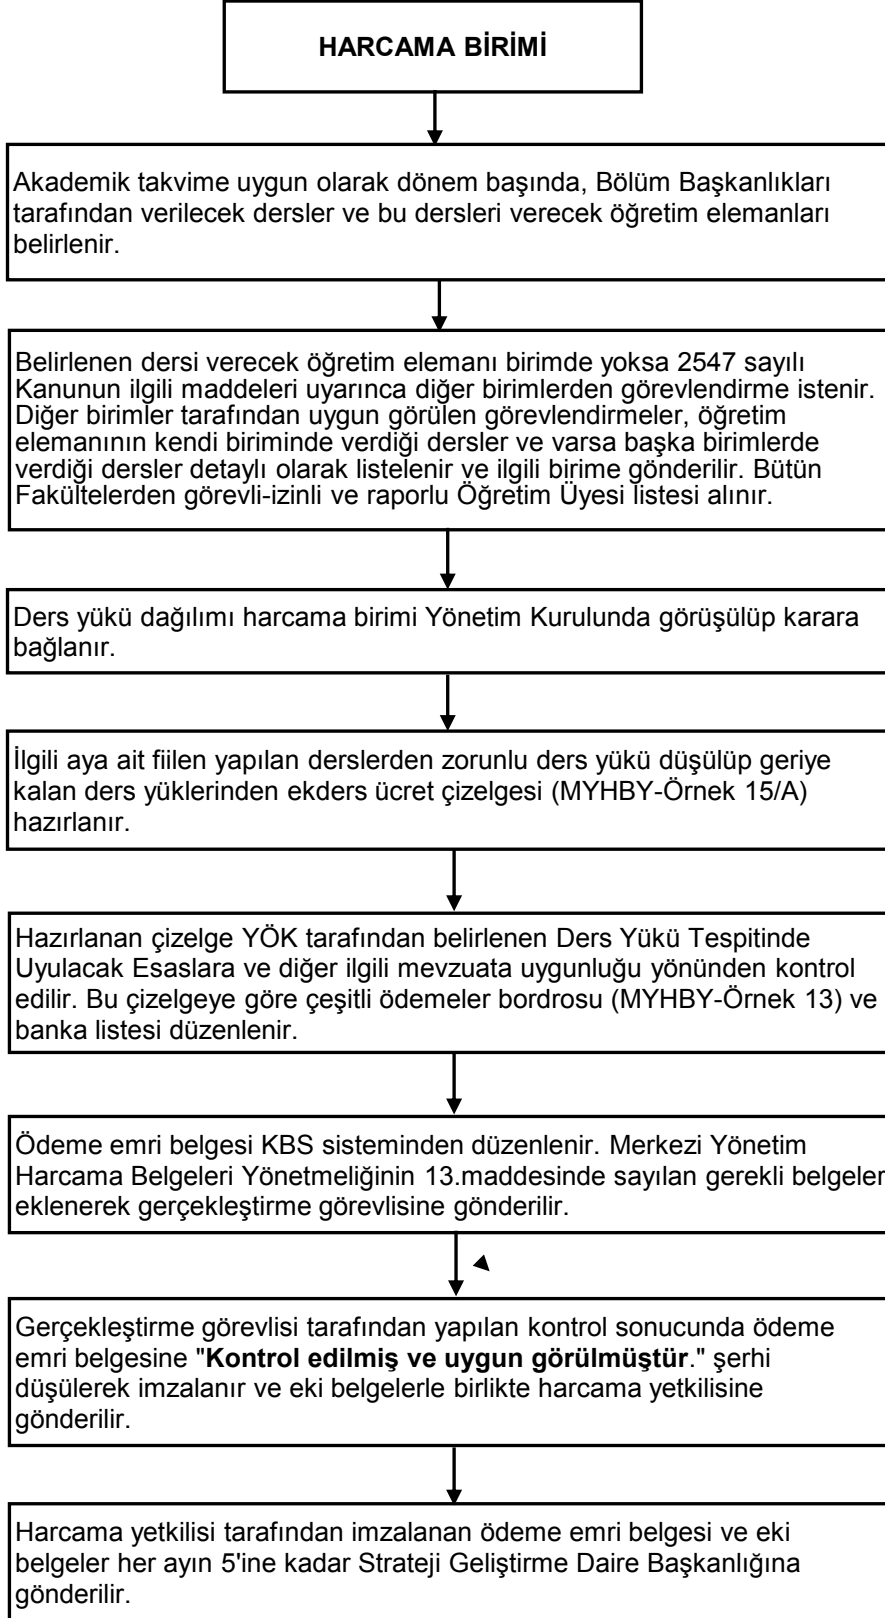 HARCAMA BİRİMİ
Akademik takvime uygun olarak dönem başında, Bölüm Başkanlıkları
tarafından verilecek dersler ve bu dersleri verecek öğretim elemanları
belirlenir.
Belirlenen dersi verecek öğretim elemanı birimde yoksa 2547 sayılı
Kanunun ilgili maddeleri uyarınca diğer birimlerden görevlendirme istenir.
Diğer birimler tarafından uygun görülen görevlendirmeler, öğretim
elemanının kendi biriminde verdiği dersler ve varsa başka birimlerde
verdiği dersler detaylı olarak listelenir ve ilgili birime gönderilir. Bütün
Fakültelerden görevli-izinli ve raporlu Öğretim Üyesi listesi alınır.
Ders yükü dağılımı harcama birimi Yönetim Kurulunda görüşülüp karara
bağlanır.
İlgili aya ait fiilen yapılan derslerden zorunlu ders yükü düşülüp geriye
kalan ders yüklerinden ekders ücret çizelgesi (MYHBY-Örnek 15/A)
hazırlanır.
Hazırlanan çizelge YÖK tarafından belirlenen Ders Yükü Tespitinde
Uyulacak Esaslara ve diğer ilgili mevzuata uygunluğu yönünden kontrol
edilir. Bu çizelgeye göre çeşitli ödemeler bordrosu (MYHBY-Örnek 13) ve
banka listesi düzenlenir.
Ödeme emri belgesi KBS sisteminden düzenlenir. Merkezi Yönetim
Harcama Belgeleri Yönetmeliğinin 13.maddesinde sayılan gerekli belgeler
eklenerek gerçekleştirme görevlisine gönderilir.
Gerçekleştirme görevlisi tarafından yapılan kontrol sonucunda ödeme
emri belgesine "Kontrol edilmiş ve uygun görülmüştür." şerhi
düşülerek imzalanır ve eki belgelerle birlikte harcama yetkilisine
gönderilir.
Harcama yetkilisi tarafından imzalanan ödeme emri belgesi ve eki
belgeler her ayın 5'ine kadar Strateji Geliştirme Daire Başkanlığına
gönderilir.